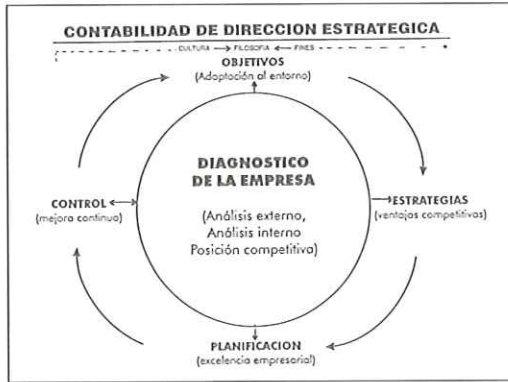 CONTABILIDAD DE DIRECCION ESTRATEGICA
CULTURA FILOSOFIA FINES
OBJETIVOS
(Adaptación al entorno)
DIAGNOSTICO
DE LA EMPRESA
(Análisis externo,
Análisis interno
Posición competitiva)
CONTROL
(mejora continua)
ESTRATEGIAS
(ventajas competitivas)
PLANIFICACION
(excelencia empresarial)